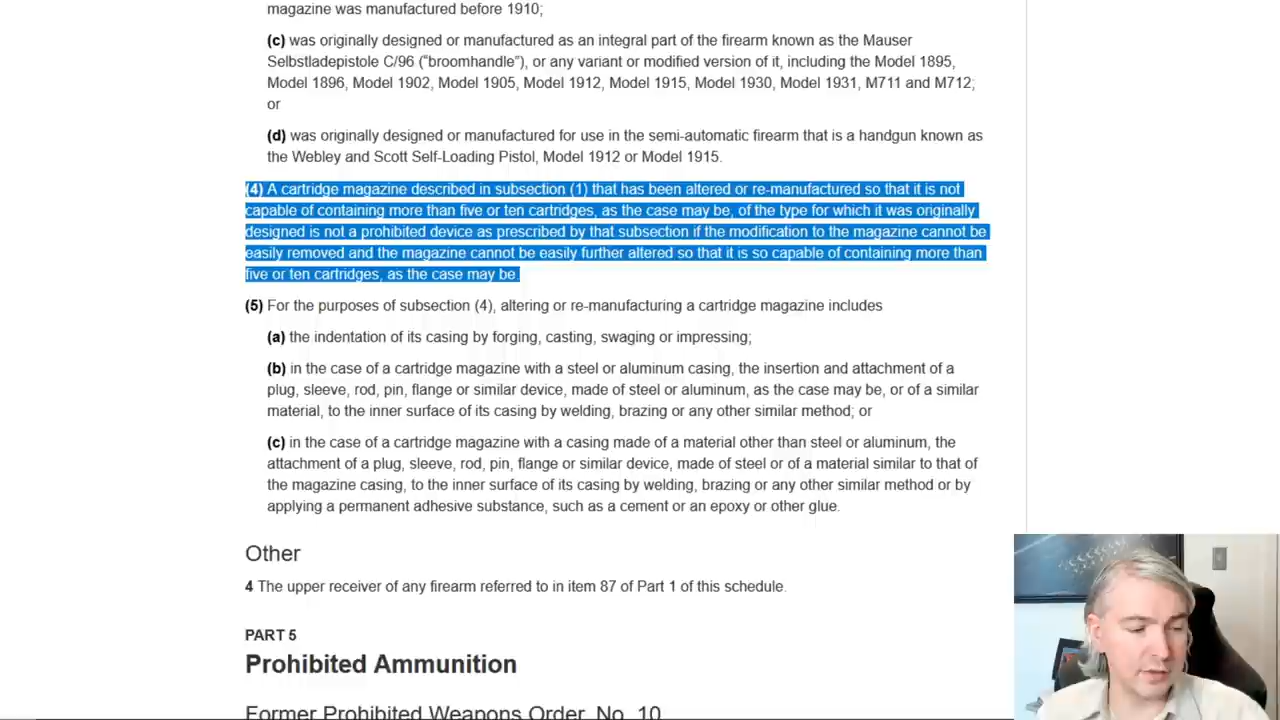 magazine was manufactured before 1910;
(c) was originally designed or manufactured as an integral part of the firearm known as the Mauser
Selbstladepistole C/96 (“broomhandle”), or any variant or modified version of it, including the Model 1895,
Model 1896, Model 1902, Model 1905, Model 1912, Model 1915, Model 1930, Model 1931, M711 and M712;
or
(d) was originally designed or manufactured for use in the semi-automatic firearm that is a handgun known as
the Webley and Scott Self-Loading Pistol, Model 1912 or Model 1915.
(4) A cartridge magazine described in subsection (1) that has been altered or re-manufactured so that it is not
capable of containing more than five or ten cartridges, as the case may be, of the type for which it was originally
designed is not a prohibited device as prescribed by that subsection if the modification to the magazine cannot be
easily removed and the magazine cannot be easily further altered so that it is so capable of containing more than
five or ten cartridges, as the case may be.
(5) For the purposes of subsection (4), altering or re-manufacturing a cartridge magazine includes
(a) the indentation of its casing by forging, casting, swaging or impressing;
(b) in the case of a cartridge magazine with a steel or aluminum casing, the insertion and attachment of a
plug, sleeve, rod, pin, flange or similar device, made of steel or aluminum, as the case may be, or of a similar
material, to the inner surface of its casing by welding, brazing or any other similar method; or
(c) in the case of a cartridge magazine with a casing made of a material other than steel or aluminum, the
attachment of a plug, sleeve, rod, pin, flange or similar device, made of steel or of a material similar to that of
the magazine casing, to the inner surface of its casing by welding, brazing or any other similar method or by
applying a permanent adhesive substance, such as a cement or an epoxy or other glue.
Other
4 The upper receiver of any firearm referred to in item 87 of Part 1 of this schedule.
PART 5
Prohibited Ammunition
Former Prohibited Weapons Order, No. 10